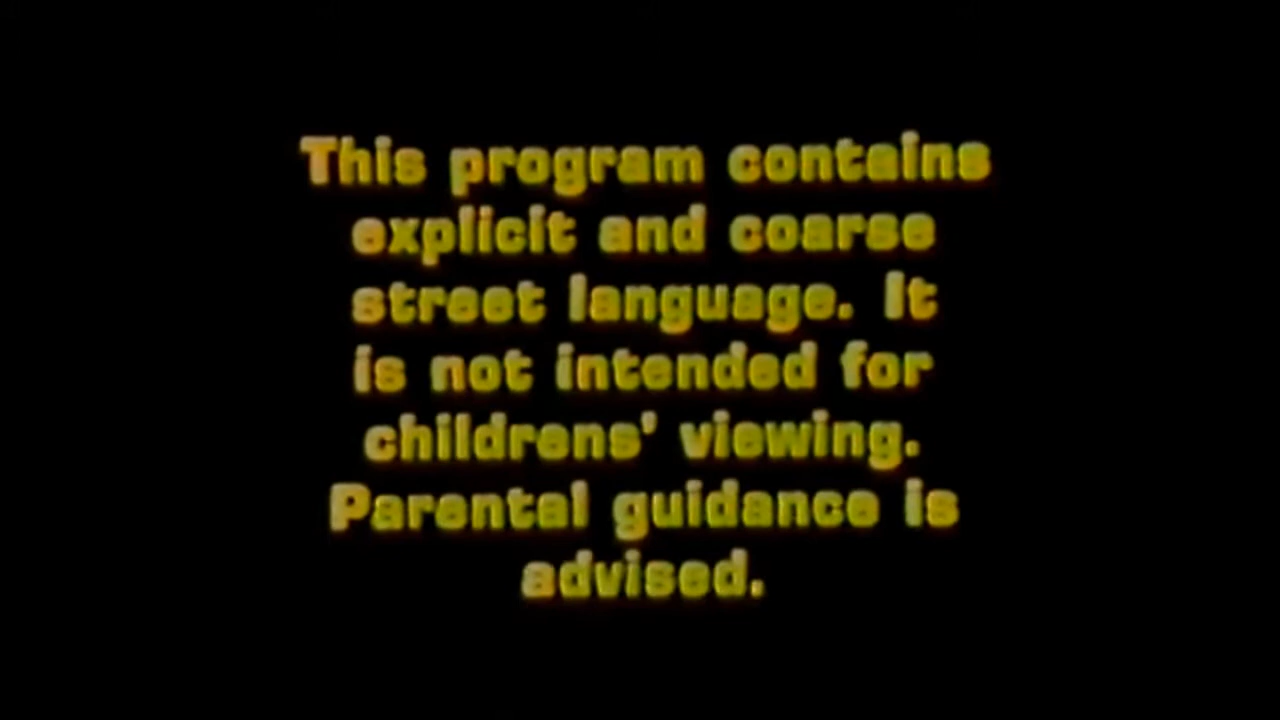 This program contains
explicit and coarse
street language. It
is not intended for
childrens' viewing.
Parental guidance is
advised.